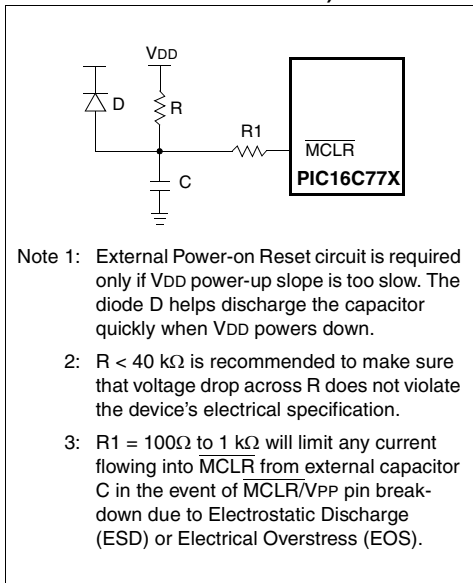 VDD
D
R
R1
MCLR
C
PIC16C77X
Note 1: External Power-on Reset circuit is required
only if VDD power-up slope is too slow. The
diode D helps discharge the capacitor
quickly when VDD powers down.
2: R < 40 kΩ is recommended to make sure
that voltage drop across R does not violate
the device's electrical specification.
3: R1 = 100Ω to 1 kΩ will limit any current
flowing into MCLR from external capacitor
C in the event of MCLR/VPP pin break-
down due to Electrostatic Discharge
(ESD) or Electrical Overstress (EOS).